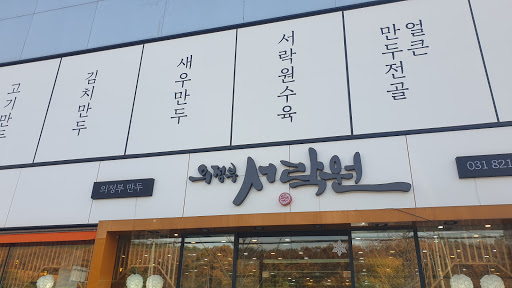 고기만두
김치만두
새우만두
서락원수육
얼큰
만두전골
의정부 만두
의정부 서락원
031 821